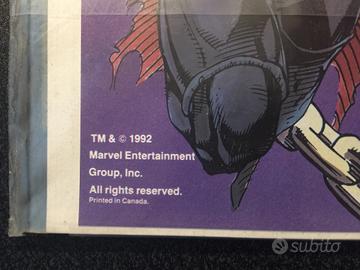 TM & © 1992
Marvel Entertainment
Group, Inc.
All rights reserved.
Printed in Canada.
subito